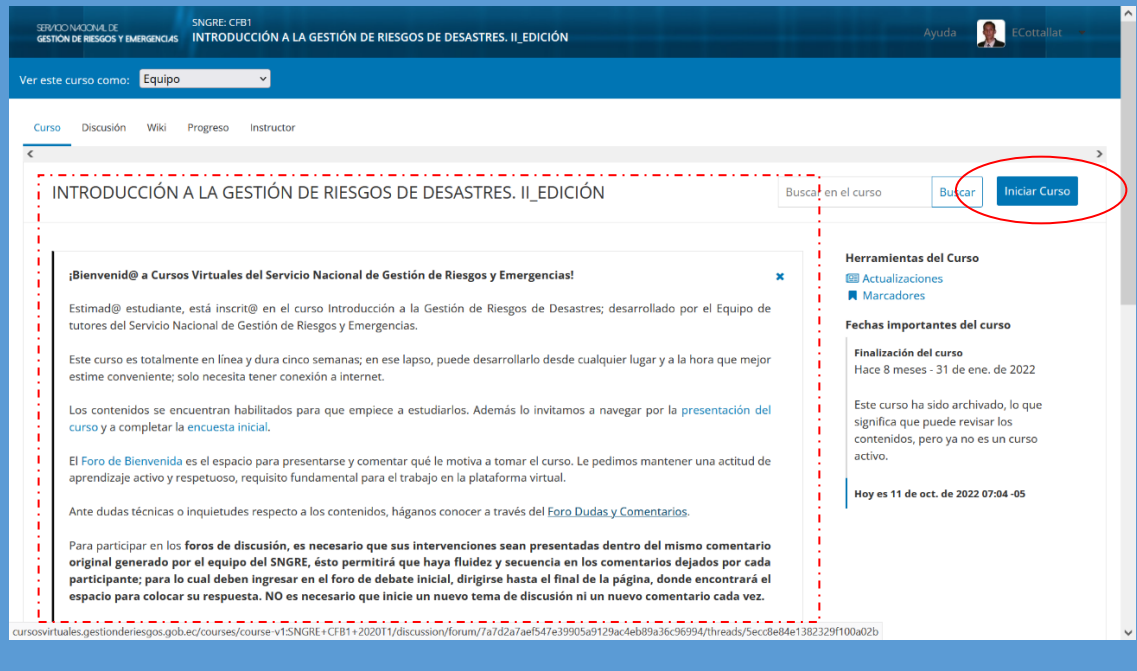 SERVICIO NACIONAL DE
GESTIÓN DE RIESGOS Y EMERGENCIAS
SNGRE: CFB1
INTRODUCCIÓN A LA GESTIÓN DE RIESGOS DE DESASTRES. II_EDICIÓN
Ayuda
ECottallat
Ver este curso como: Equipo
Curso Discusión Wiki Progreso Instructor
INTRODUCCIÓN A LA GESTIÓN DE RIESGOS DE DESASTRES. II_EDICIÓN
Buscar en el curso Buscar Iniciar Curso
¡Bienvenid@ a Cursos Virtuales del Servicio Nacional de Gestión de Riesgos y Emergencias!
Estimad@ estudiante, está inscrit@ en el curso Introducción a la Gestión de Riesgos de Desastres; desarrollado por el Equipo de
tutores del Servicio Nacional de Gestión de Riesgos y Emergencias.
Este curso es totalmente en línea y dura cinco semanas; en ese lapso, puede desarrollarlo desde cualquier lugar y a la hora que mejor
estime conveniente; solo necesita tener conexión a internet.
Los contenidos se encuentran habilitados para que empiece a estudiarlos. Además lo invitamos a navegar por la presentación del
curso y a completar la encuesta inicial.
El Foro de Bienvenida es el espacio para presentarse y comentar qué le motiva a tomar el curso. Le pedimos mantener una actitud de
aprendizaje activo y respetuoso, requisito fundamental para el trabajo en la plataforma virtual.
Ante dudas técnicas o inquietudes respecto a los contenidos, háganos conocer a través del Foro Dudas y Comentarios.
Para participar en los foros de discusión, es necesario que sus intervenciones sean presentadas dentro del mismo comentario
original generado por el equipo del SNGRE, ésto permitirá que haya fluidez y secuencia en los comentarios dejados por cada
participante; para lo cual deben ingresar en el foro de debate inicial, dirigirse hasta el final de la página, donde encontrará el
espacio para colocar su respuesta. NO es necesario que inicie un nuevo tema de discusión ni un nuevo comentario cada vez.
Herramientas del Curso
Actualizaciones
Marcadores
Fechas importantes del curso
Finalización del curso
Hace 8 meses - 31 de ene. de 2022
Este curso ha sido archivado, lo que
significa que puede revisar los
contenidos, pero ya no es un curso
activo.
Hoy es 11 de oct. de 2022 07:04 -05
cursosvirtuales.gestionderiesgos.gob.ec/courses/course-v1:SNGRE+CFB1+2020T1/discussion/forum/7a7d2a7aef547e39905a9129ac4eb89a36c96994/threads/5ecc8e84e1382329f100a02b